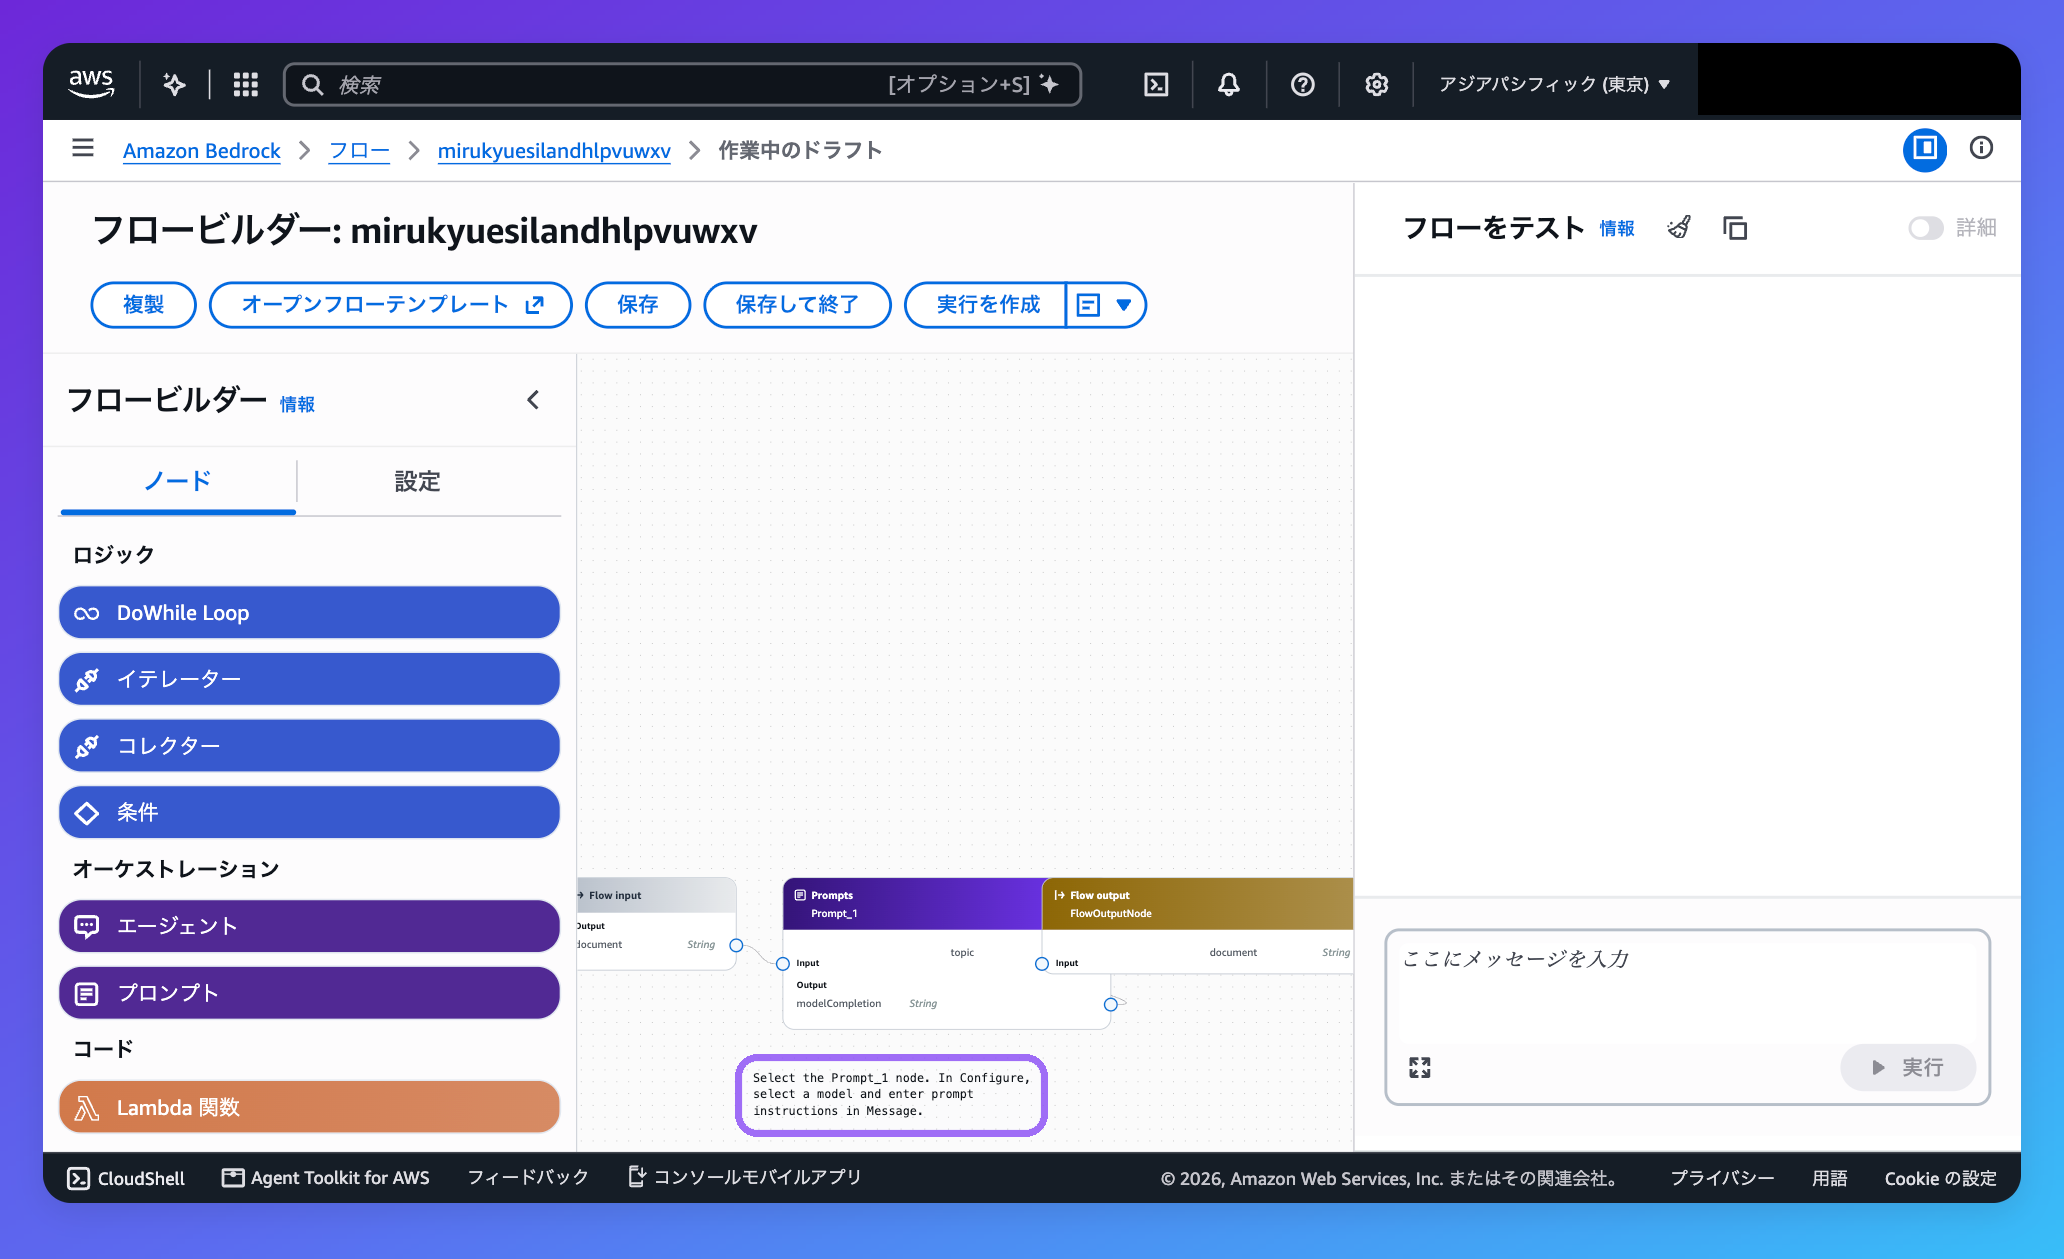 aws
検索
[オプション+S]
アジアパシフィック (東京)
Amazon Bedrock
フロー
mirukyuesilandhlpvuwxv
作業中のドラフト
フロービルダー: mirukyuesilandhlpvuwxv
複製
オープンフローテンプレート
保存
保存して終了
実行を作成
フロービルダー 情報
ノード
設定
ロジック
DoWhile Loop
イテレーター
コレクター
条件
オーケストレーション
エージェント
プロンプト
コード
Lambda 関数
Flow input
Output
document String
Prompts
Prompt_1
topic
Input
Output
modelCompletion String
Flow output
FlowOutputNode
document String
Input
Select the Prompt_1 node. In Configure,
select a model and enter prompt
instructions in Message.
フローをテスト 情報
詳細
ここにメッセージを入力
実行
CloudShell
Agent Toolkit for AWS
フィードバック
コンソールモバイルアプリ
© 2026, Amazon Web Services, Inc. またはその関連会社。
プライバシー
用語
Cookie の設定